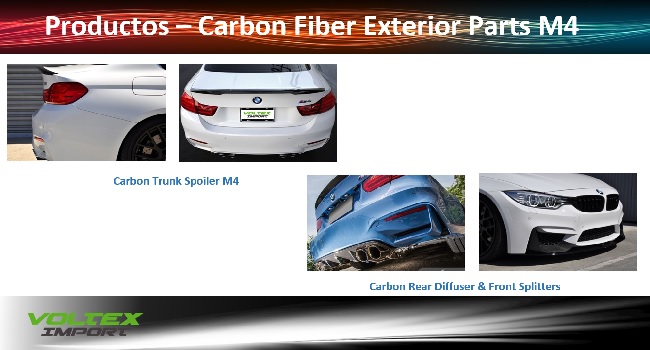 Productos – Carbon Fiber Exterior Parts M4
VOLTEX
IMPORT
Carbon Trunk Spoiler M4
Carbon Rear Diffuser & Front Splitters
VOLTEX
IMPORT